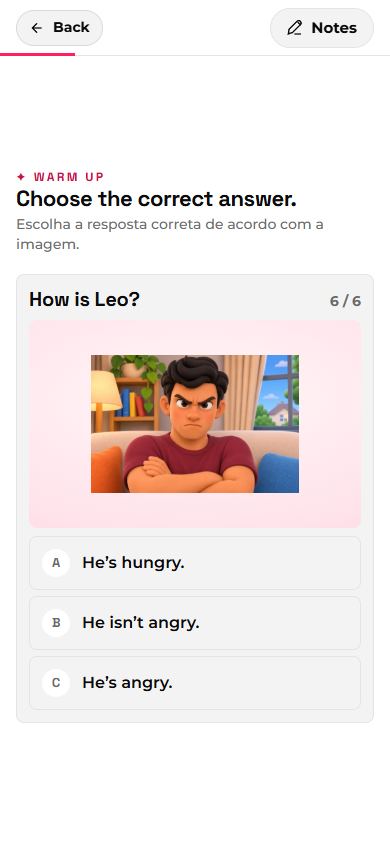 Back
Notes
WARM UP
Choose the correct answer.
Escolha a resposta correta de acordo com a
imagem.
How is Leo?
6 / 6
A He’s hungry.
B He isn’t angry.
C He’s angry.